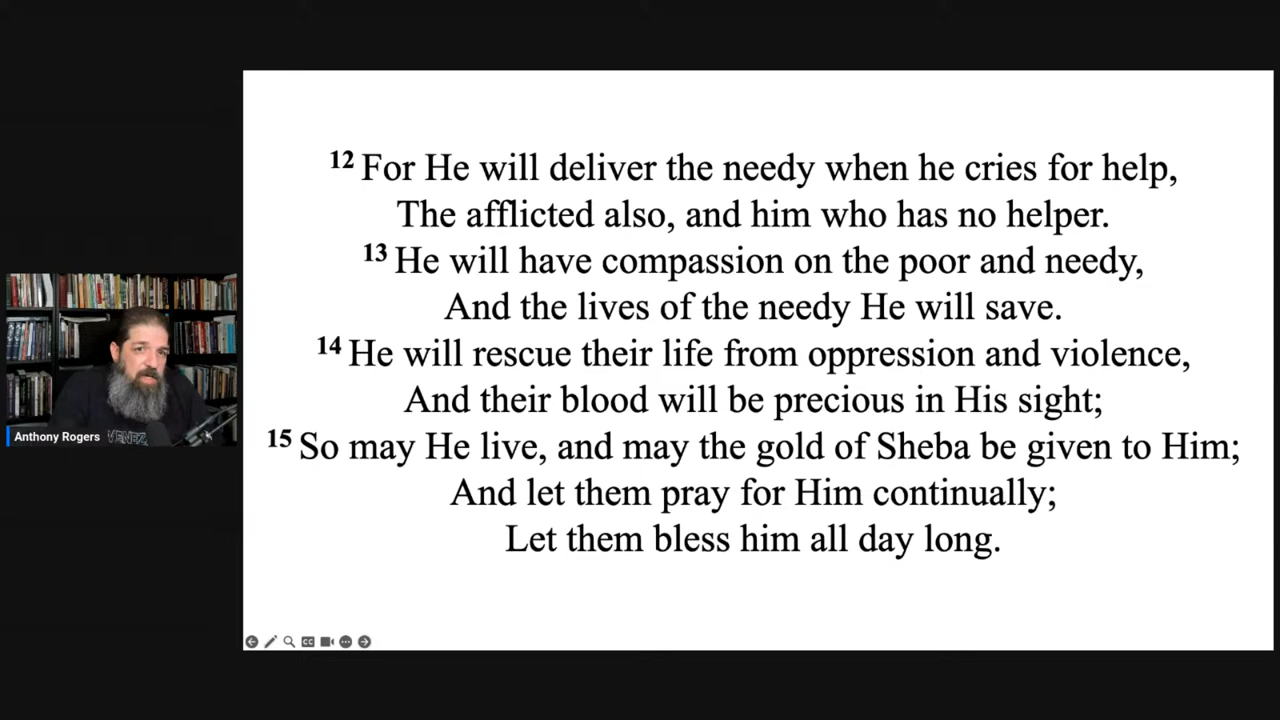 12 For He will deliver the needy when he cries for help,
The afflicted also, and him who has no helper.
13 He will have compassion on the poor and needy,
And the lives of the needy He will save.
14 He will rescue their life from oppression and violence,
And their blood will be precious in His sight;
15 So may He live, and may the gold of Sheba be given to Him;
And let them pray for Him continually;
Let them bless him all day long.
Anthony Rogers